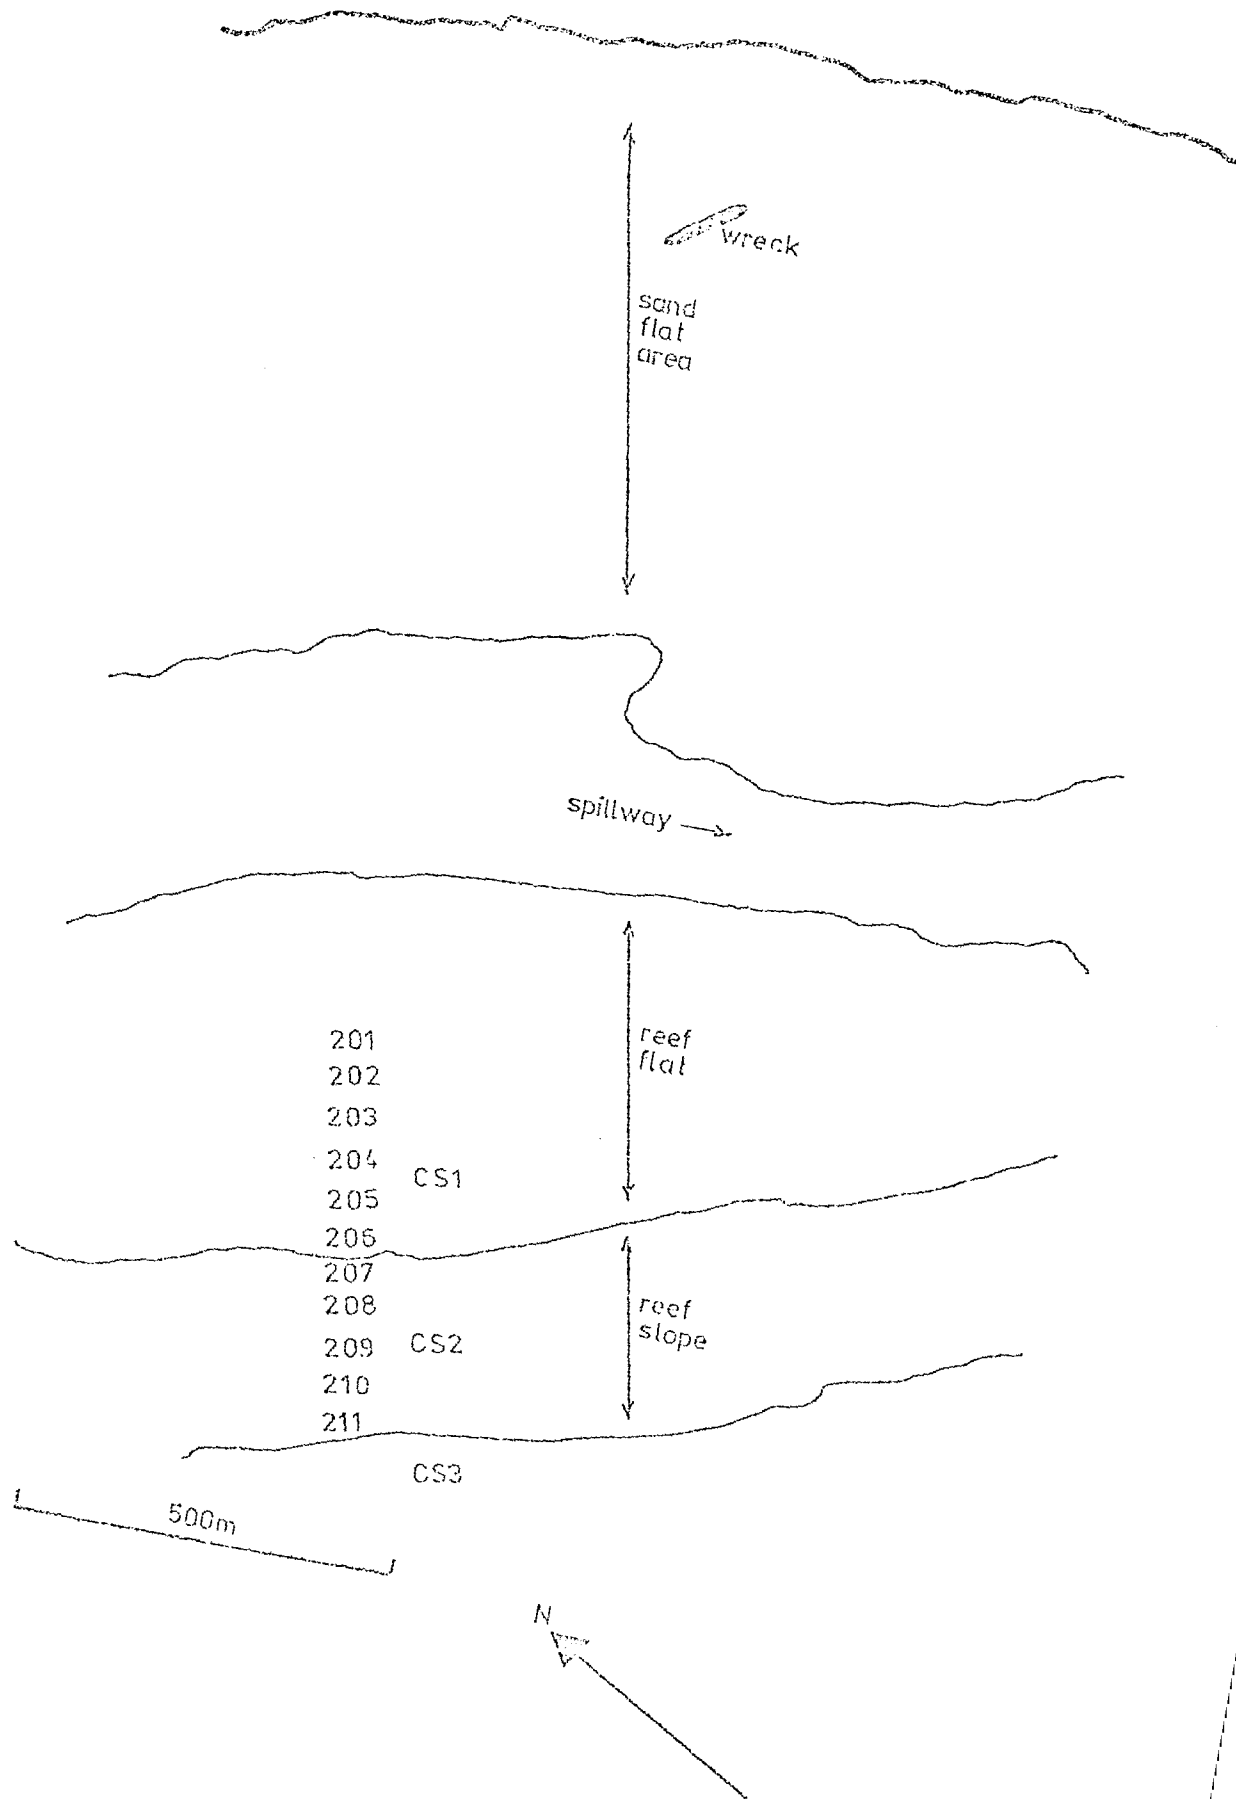 wreck
sand
flat
area
spillway
reef
flat
201
202
203
204
CS1
205
206
207
208
reef
slope
209
CS2
210
211
CS3
500m
N